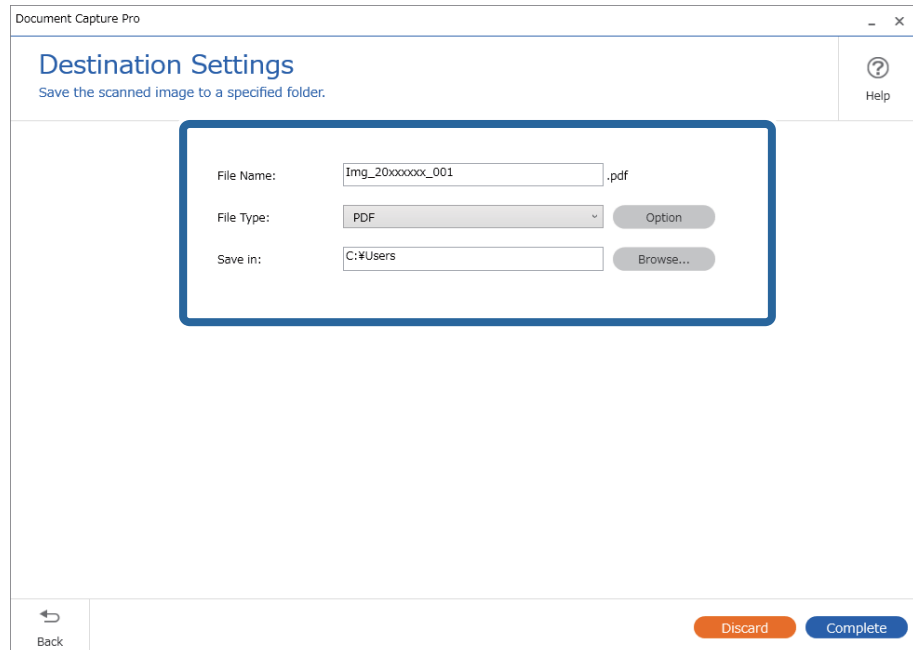 Document Capture Pro
Destination Settings
Save the scanned image to a specified folder.
Help
File Name: Img_20xxxxxx_001 .pdf
File Type: PDF Option
Save in: C:¥Users Browse...
Back
Discard Complete